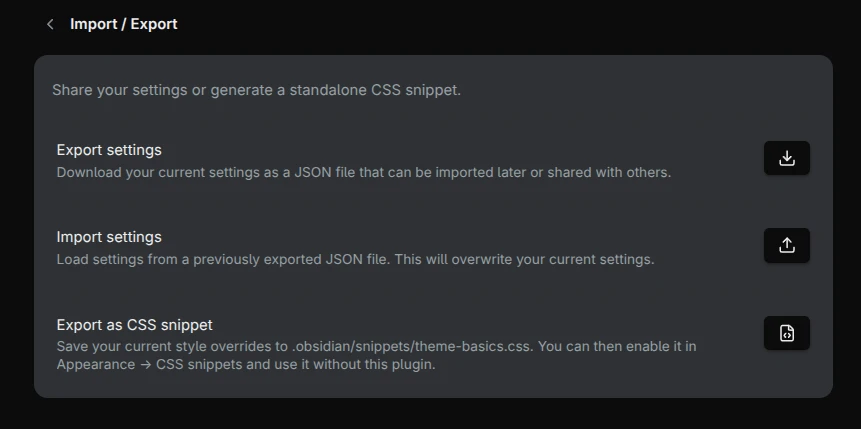 Import / Export
Share your settings or generate a standalone CSS snippet.
Export settings
Download your current settings as a JSON file that can be imported later or shared with others.
Import settings
Load settings from a previously exported JSON file. This will overwrite your current settings.
Export as CSS snippet
Save your current style overrides to .obsidian/snippets/theme-basics.css. You can then enable it in
Appearance → CSS snippets and use it without this plugin.